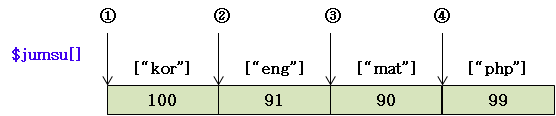 ① ② ③ ④
$jumsu[]
["kor"] ["eng"] ["mat"] ["php"]
100 91 90 99